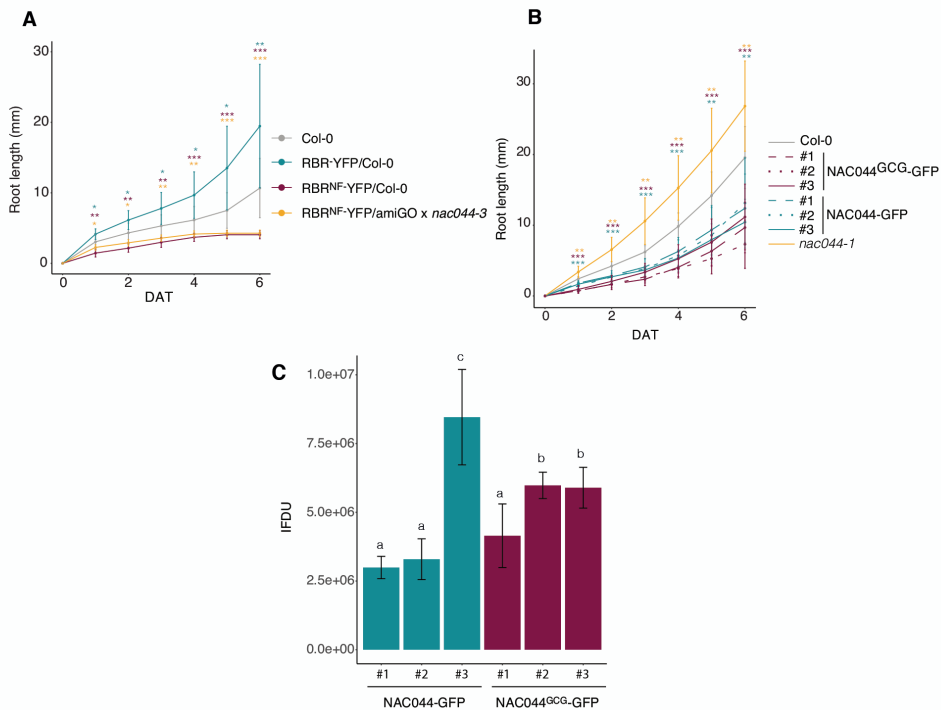 A
Root length (mm)
30
20
10
0
0 2 4 6
DAT
** *** ***
* *** ***
* *** **
* ** **
* ** *
* ** *
Col-0
RBR-YFP/Col-0
RBRNF-YFP/Col-0
RBRNF-YFP/amiGO x nac044-3
B
Root length (mm)
30
20
10
0
0 2 4 6
DAT
** *** **
** *** **
** *** ***
** *** ***
** *** ***
** *** ***
Col-0
#1
#2 NAC044GCG-GFP
#3
#1
#2 NAC044-GFP
#3
nac044-1
C
IFDU
1.0e+07
7.5e+06
5.0e+06
2.5e+06
0.0e+00
a a c a b b
#1 #2 #3 #1 #2 #3
NAC044-GFP NAC044GCG-GFP